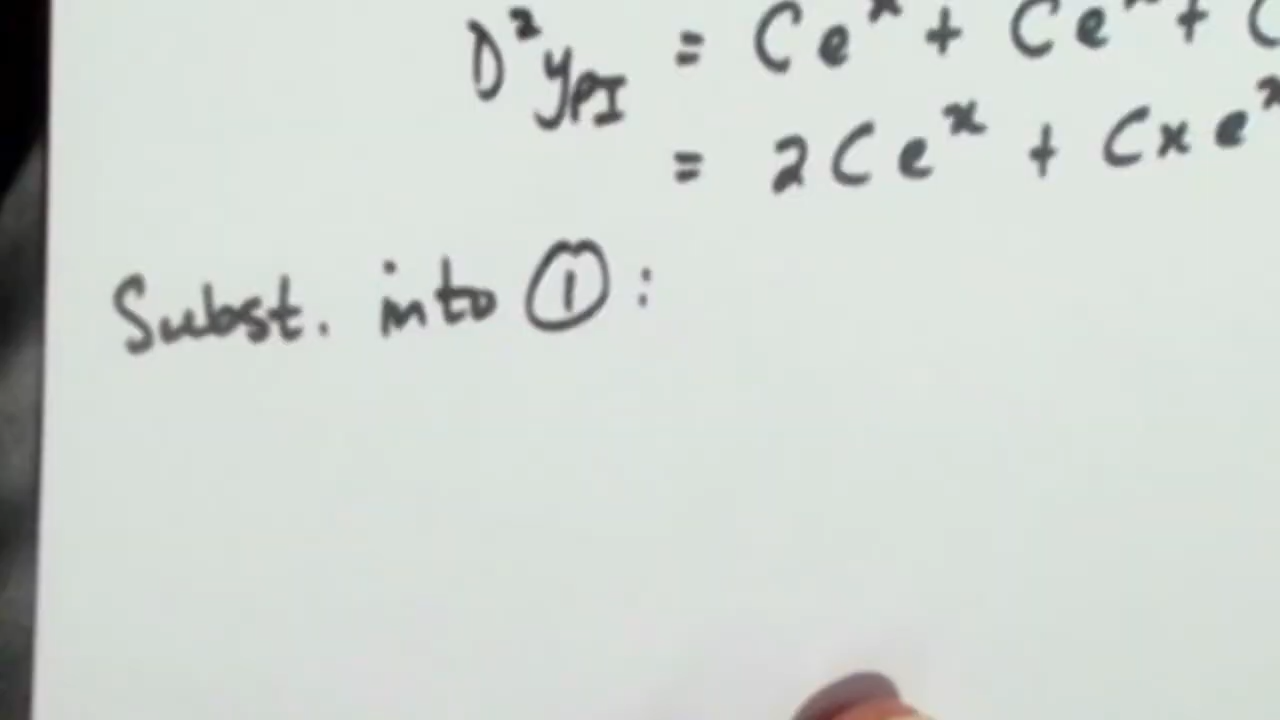 D²y_PI = Ce^x + Ce^x + C
= 2Ce^x + Cxe^x
Subst. into ①: